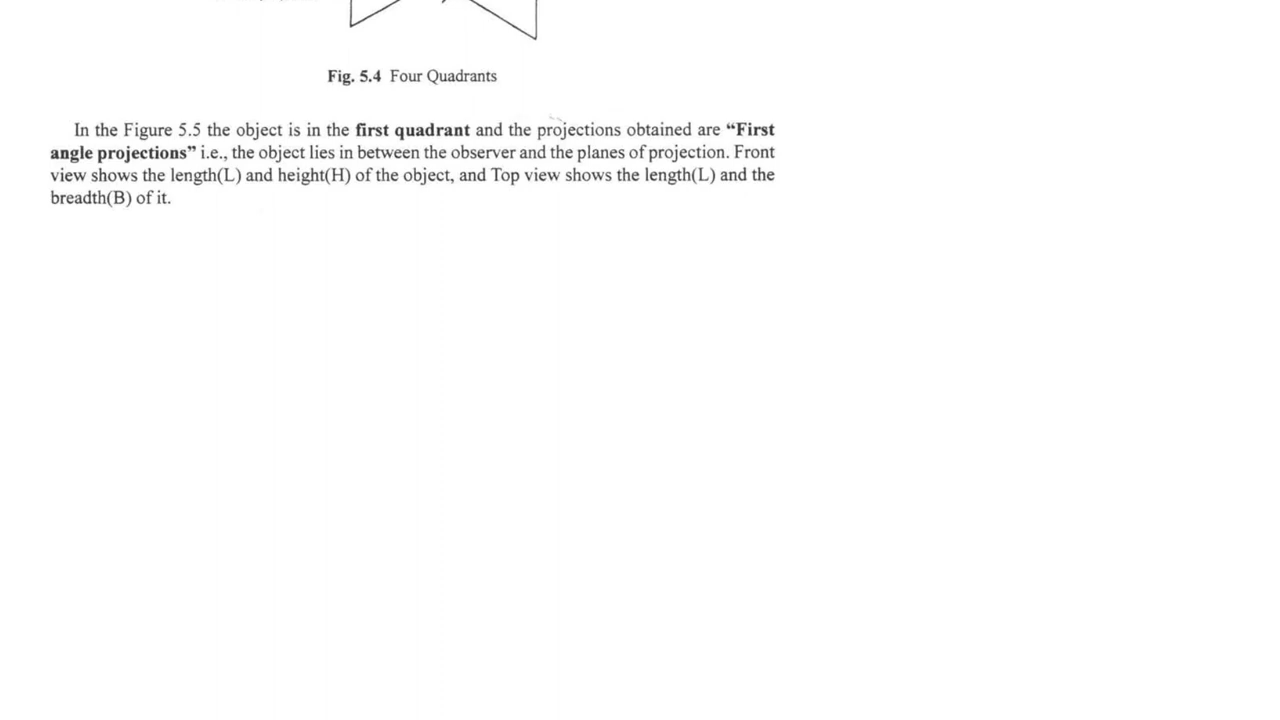 Fig. 5.4 Four Quadrants
In the Figure 5.5 the object is in the first quadrant and the projections obtained are “First
angle projections” i.e., the object lies in between the observer and the planes of projection. Front
view shows the length(L) and height(H) of the object, and Top view shows the length(L) and the
breadth(B) of it.